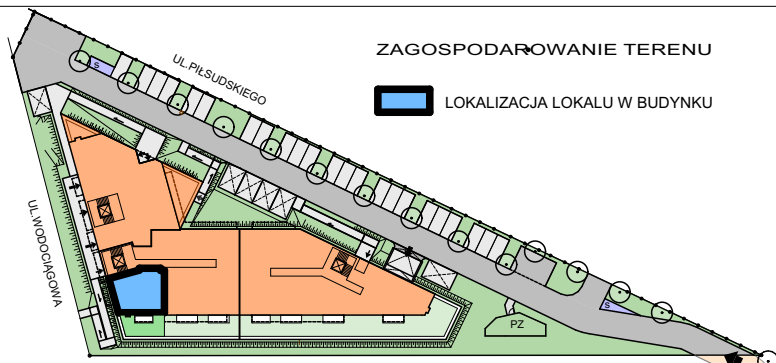 ZAGOSPODAROWANIE TERENU
UL.PIŁSUDSKIEGO
S
LOKALIZACJA LOKALU W BUDYNKU
UL.WODOCIĄGOWA
S
PZ